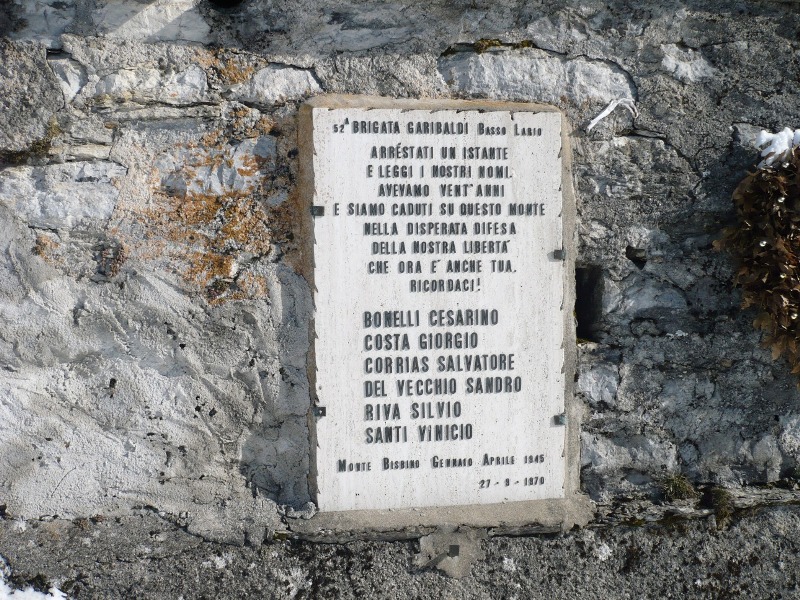 52ª BRIGATA GARIBALDI BASSO LARIO
ARRÉSTATI UN ISTANTE
E LEGGI I NOSTRI NOMI.
AVEVAMO VENT'ANNI
E SIAMO CADUTI SU QUESTO MONTE
NELLA DISPERATA DIFESA
DELLA NOSTRA LIBERTA'
CHE ORA E' ANCHE TUA.
RICORDACI!
BONELLI CESARINO
COSTA GIORGIO
CORRIAS SALVATORE
DEL VECCHIO SANDRO
RIVA SILVIO
SANTI VINICIO
MONTE BISBINO GENNAIO APRILE 1945
27-9-1970